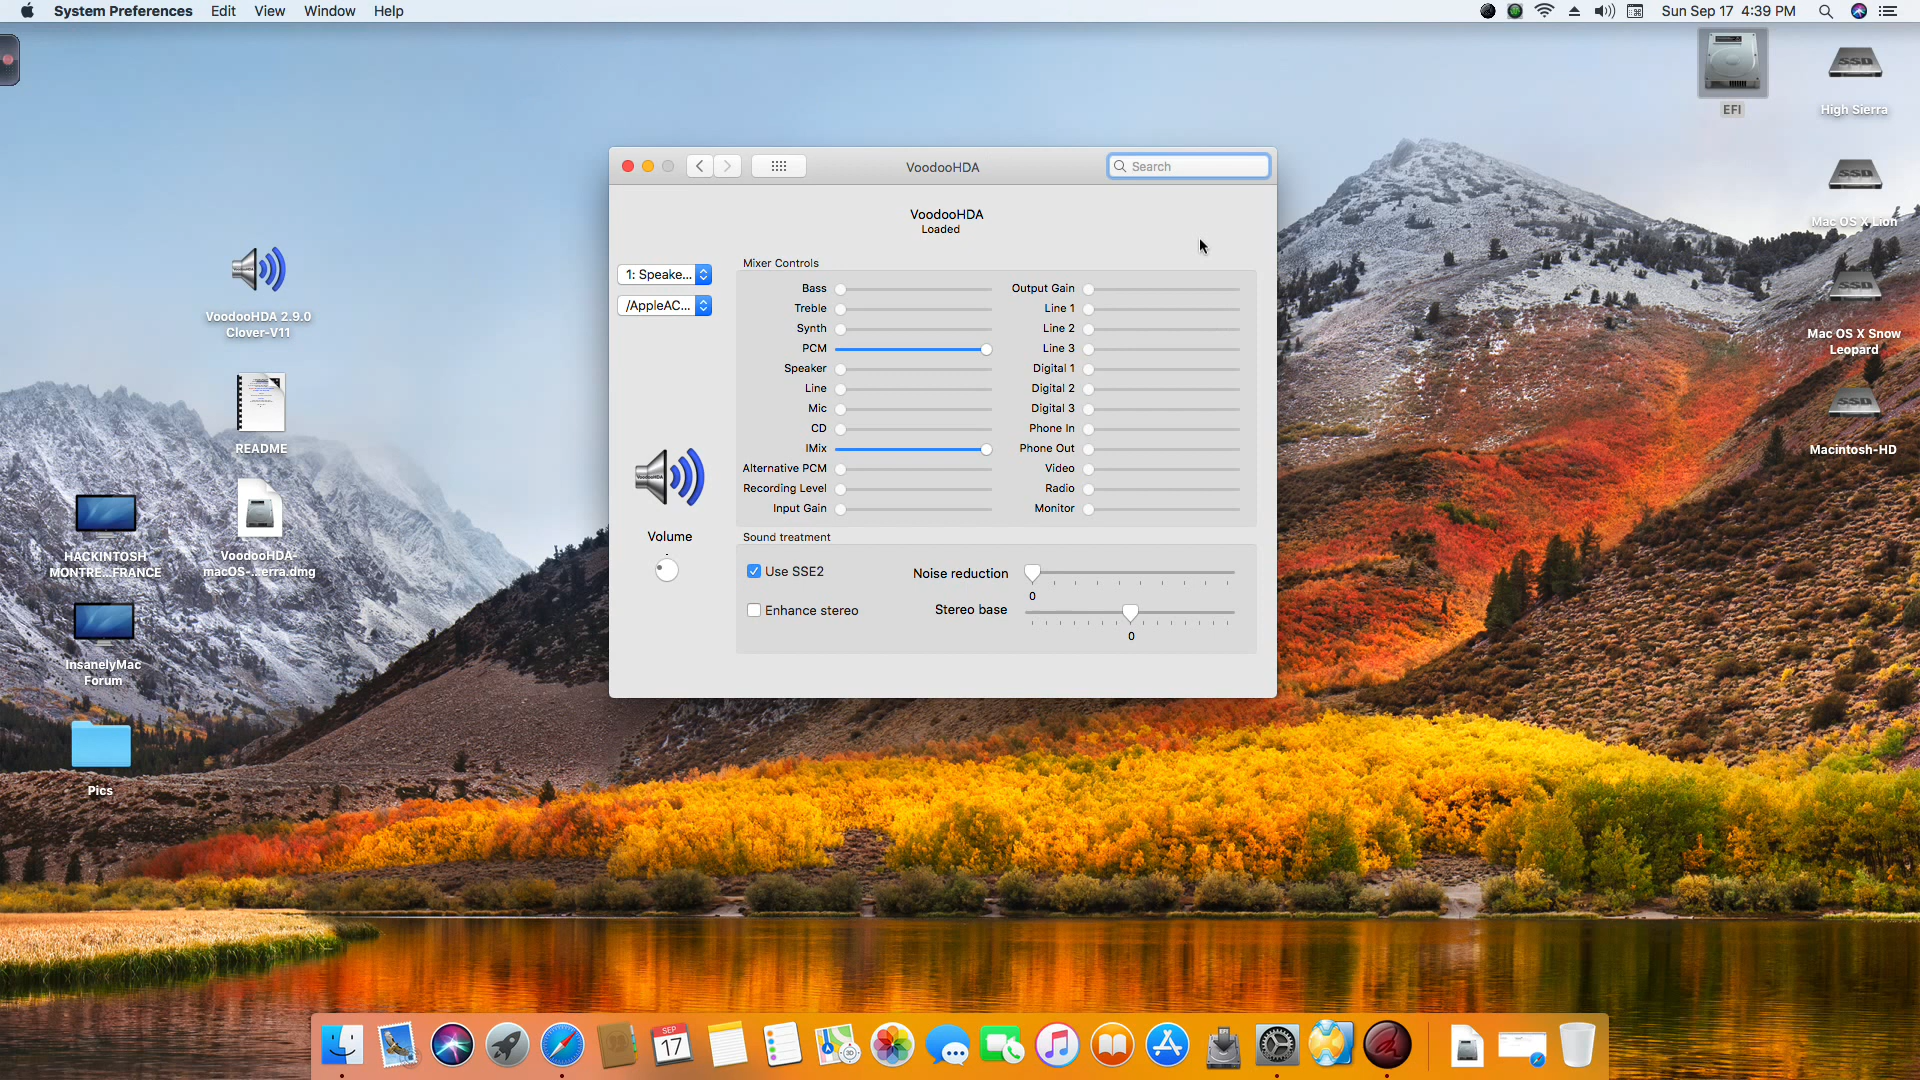 System Preferences Edit View Window Help
Sun Sep 17 4:39 PM
VoodooHDA
Search
VoodooHDA
Loaded
1: Speake...
/AppleAC...
Volume
Mixer Controls
Bass
Treble
Synth
PCM
Speaker
Line
Mic
CD
IMix
Alternative PCM
Recording Level
Input Gain
Output Gain
Line 1
Line 2
Line 3
Digital 1
Digital 2
Digital 3
Phone In
Phone Out
Video
Radio
Monitor
Sound treatment
Use SSE2
Enhance stereo
Noise reduction
0
Stereo base
0
VoodooHDA 2.9.0
Clover-V11
README
HACKINTOSH
MONTRE...FRANCE
VoodooHDA-
macOS-...erra.dmg
InsanelyMac
Forum
Pics
EFI
SSD
High Sierra
SSD
Mac OS X Lion
SSD
Mac OS X Snow
Leopard
SSD
Macintosh-HD
SEP
17
3D